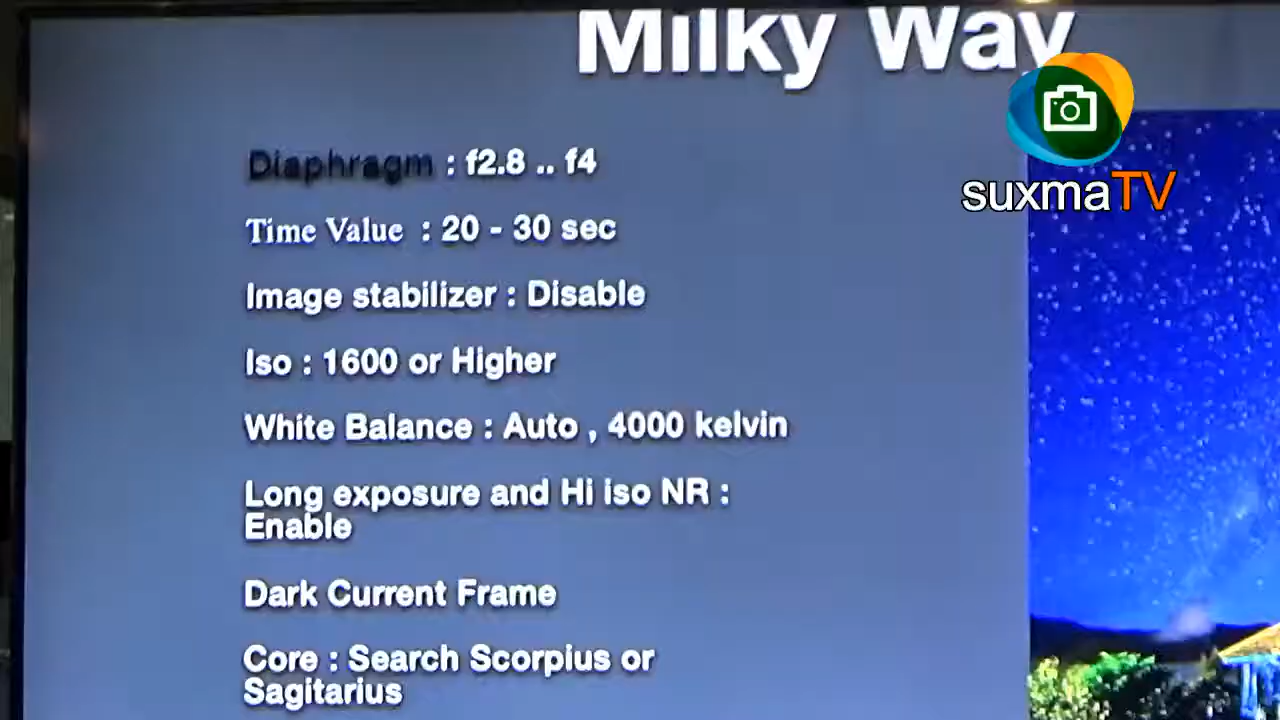 Milky Way
suxmaTV
Diaphragm : f2.8 .. f4
Time Value : 20 - 30 sec
Image stabilizer : Disable
Iso : 1600 or Higher
White Balance : Auto , 4000 kelvin
Long exposure and Hi iso NR :
Enable
Dark Current Frame
Core : Search Scorpius or
Sagitarius